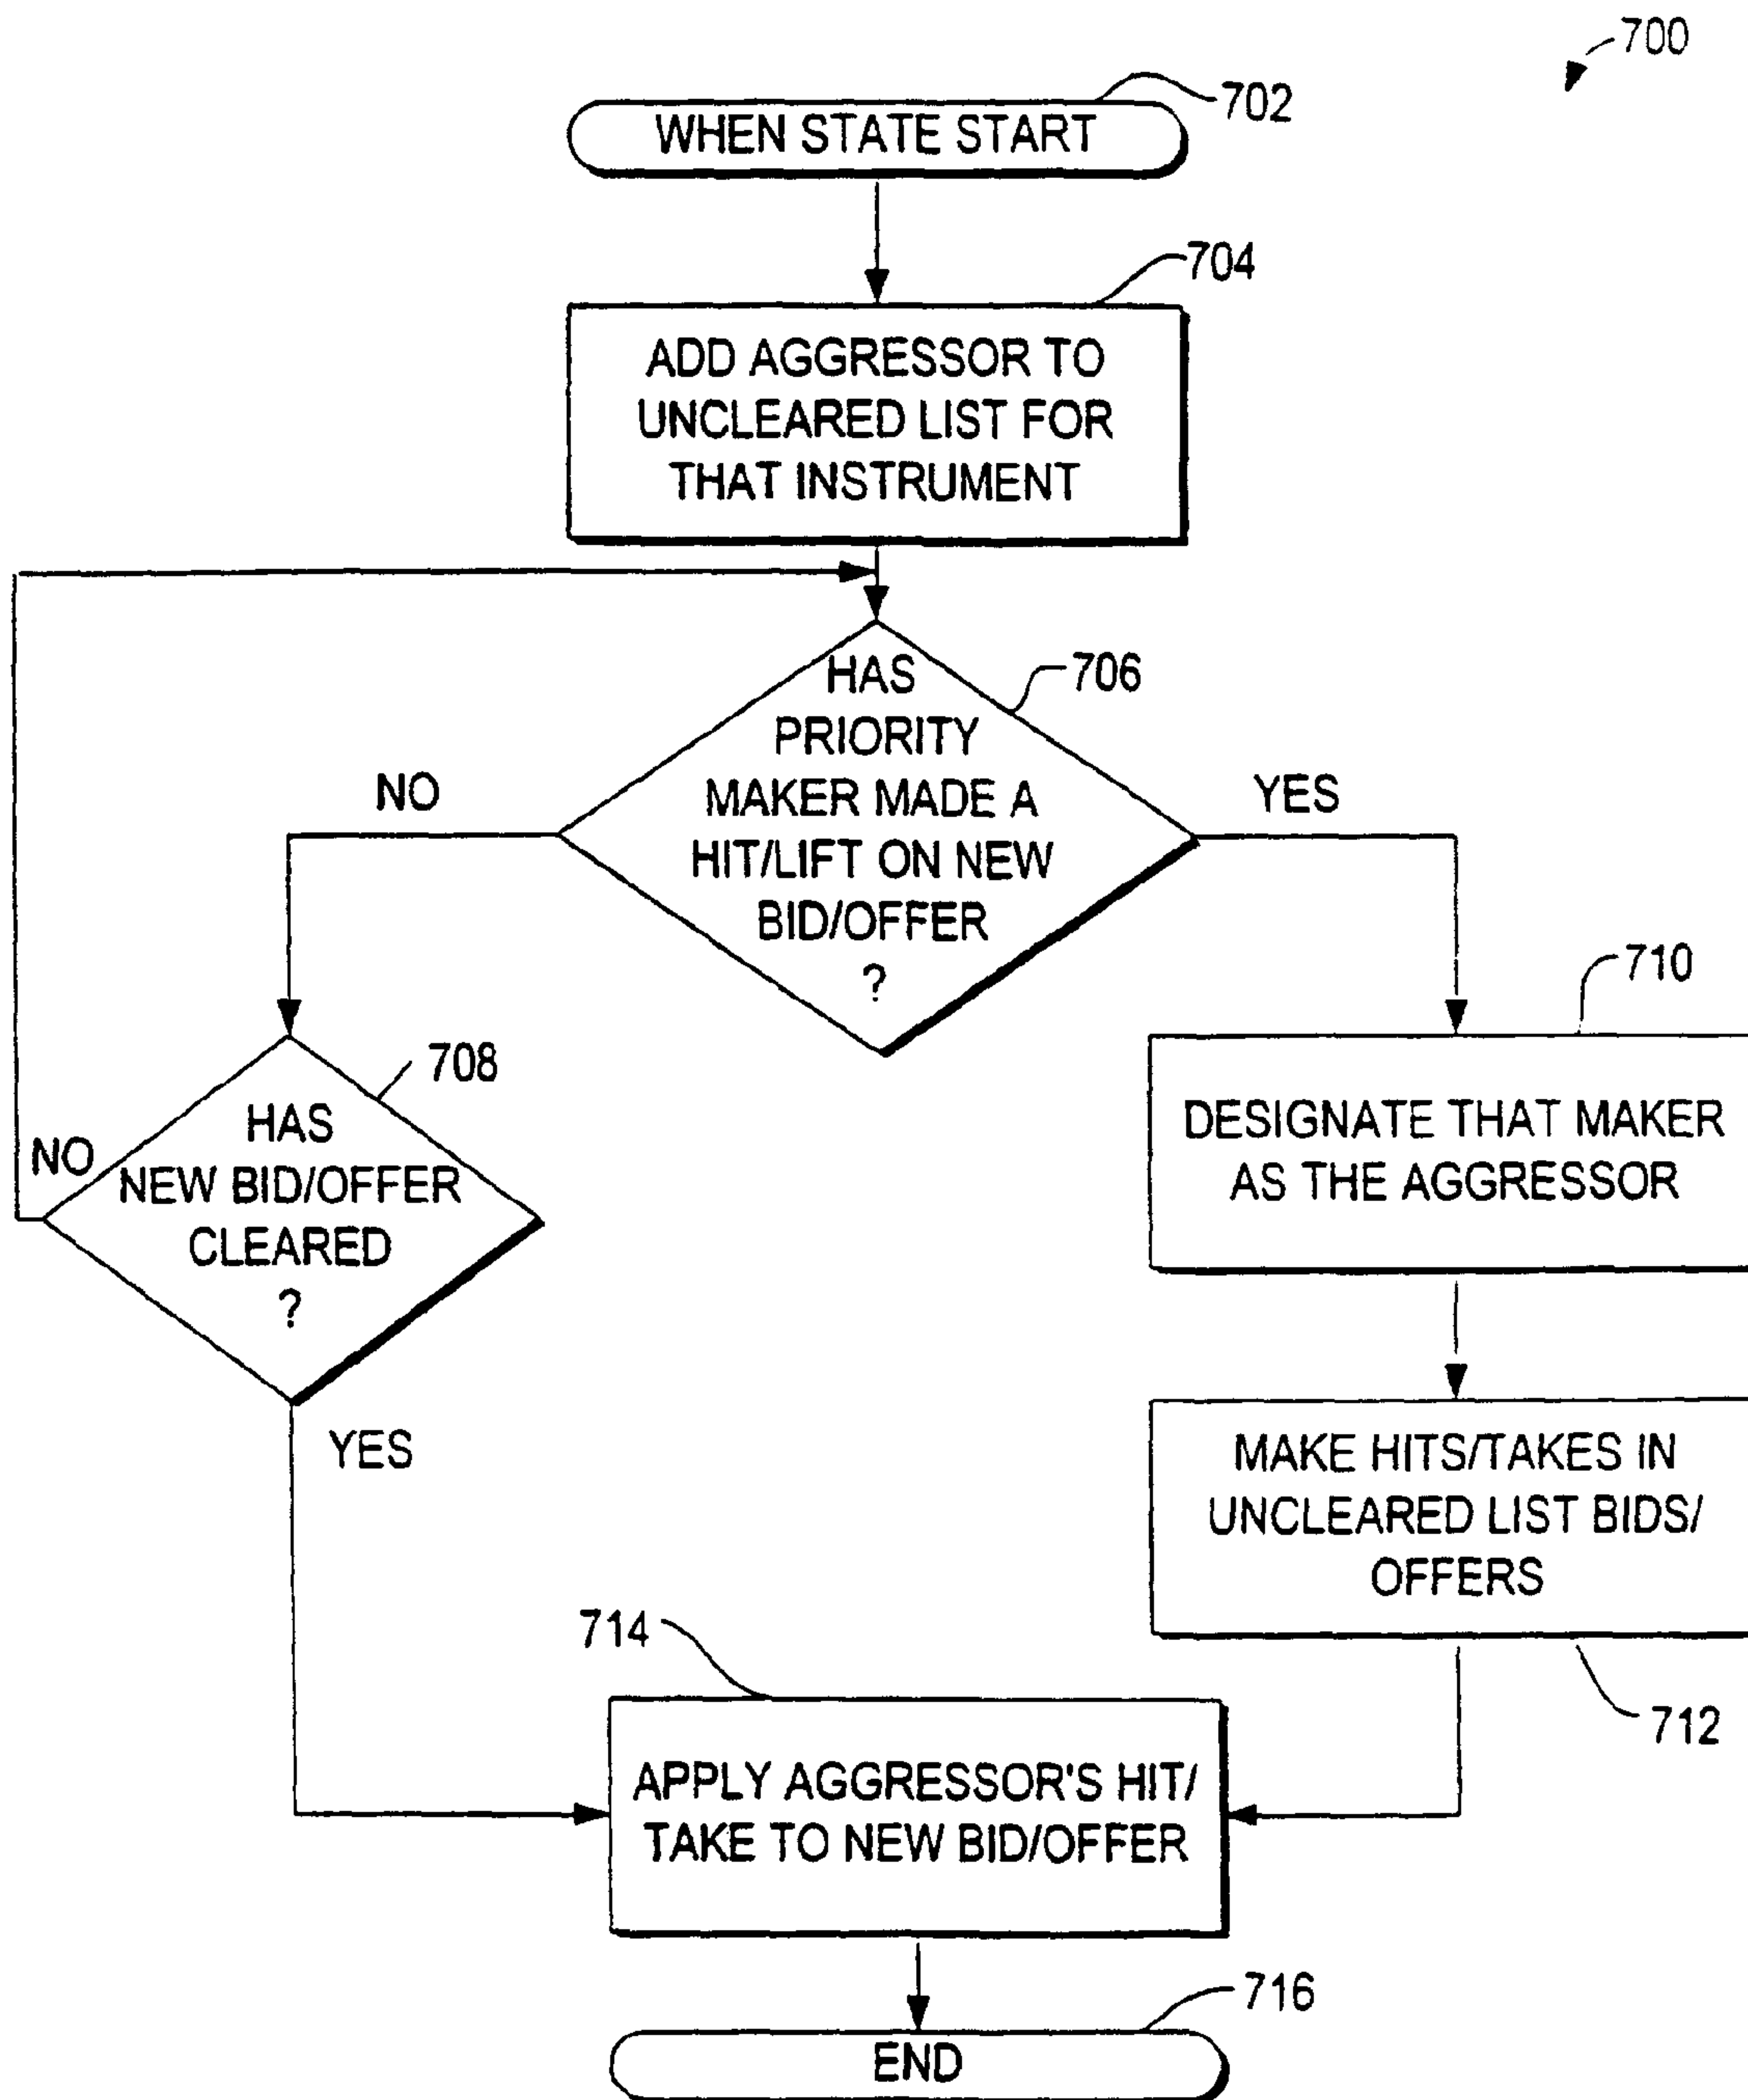 700
702
WHEN STATE START
704
ADD AGGRESSOR TO
UNCLEARED LIST FOR
THAT INSTRUMENT
706
HAS
PRIORITY
MAKER MADE A
HIT/LIFT ON NEW
BID/OFFER
?
NO
YES
708
HAS
NEW BID/OFFER
CLEARED
?
NO
YES
710
DESIGNATE THAT MAKER
AS THE AGGRESSOR
MAKE HITS/TAKES IN
UNCLEARED LIST BIDS/
OFFERS
712
714
APPLY AGGRESSOR'S HIT/
TAKE TO NEW BID/OFFER
716
END